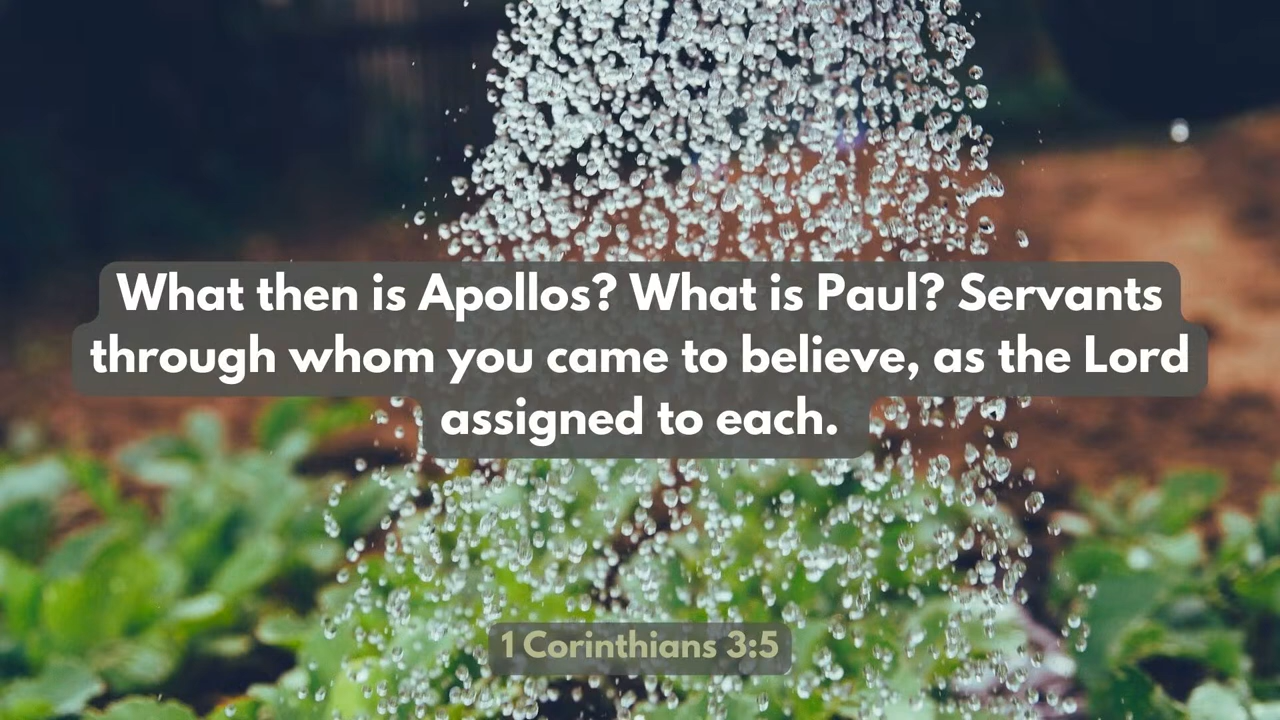 What then is Apollos? What is Paul? Servants
through whom you came to believe, as the Lord
assigned to each.
1 Corinthians 3:5